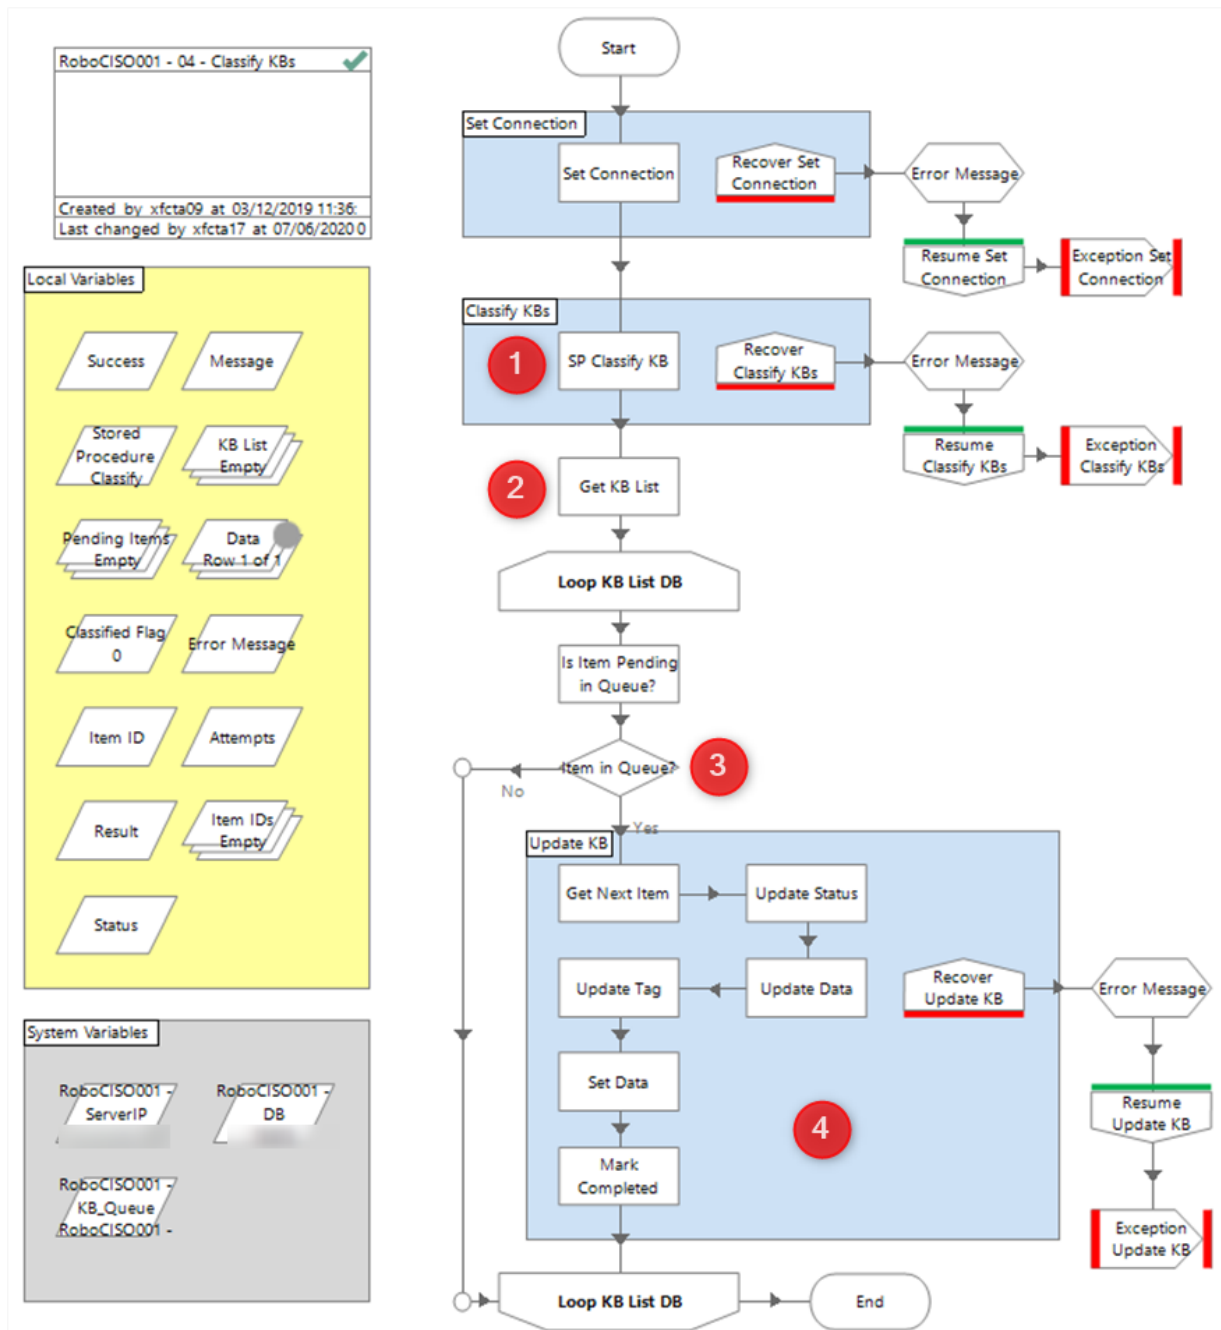 RoboCISO001 - 04 - Classify KBs
Created by xfcta09 at 03/12/2019 11:36:
Last changed by xfcta17 at 07/06/2020 0
Local Variables
Success
Message
Stored
Procedure
Classify
KB List
Empty
Pending Items
Empty
Data
Row 1 of 1
Classified Flag
0
Error Message
Item ID
Attempts
Result
Item IDs
Empty
Status
System Variables
RoboCISO001 -
ServerIP
RoboCISO001 -
DB
RoboCISO001 -
KB_Queue
RoboCISO001 -
Start
Set Connection
Set Connection
Recover Set
Connection
Error Message
Resume Set
Connection
Exception Set
Connection
Classify KBs
1
SP Classify KB
Recover
Classify KBs
Error Message
Resume
Classify KBs
Exception
Classify KBs
2
Get KB List
Loop KB List DB
Is Item Pending
in Queue?
Item in Queue?
3
No
Yes
Update KB
Get Next Item
Update Status
Update Tag
Update Data
Recover
Update KB
Error Message
Set Data
4
Resume
Update KB
Mark
Completed
Exception
Update KB
Loop KB List DB
End